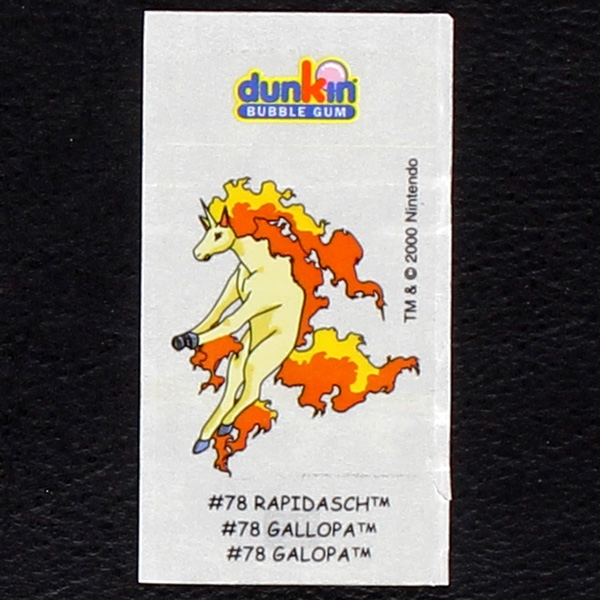 dunkin
BUBBLE GUM
TM & © 2000 Nintendo
#78 RAPIDASCH™
#78 GALLOPA™
#78 GALOPA™